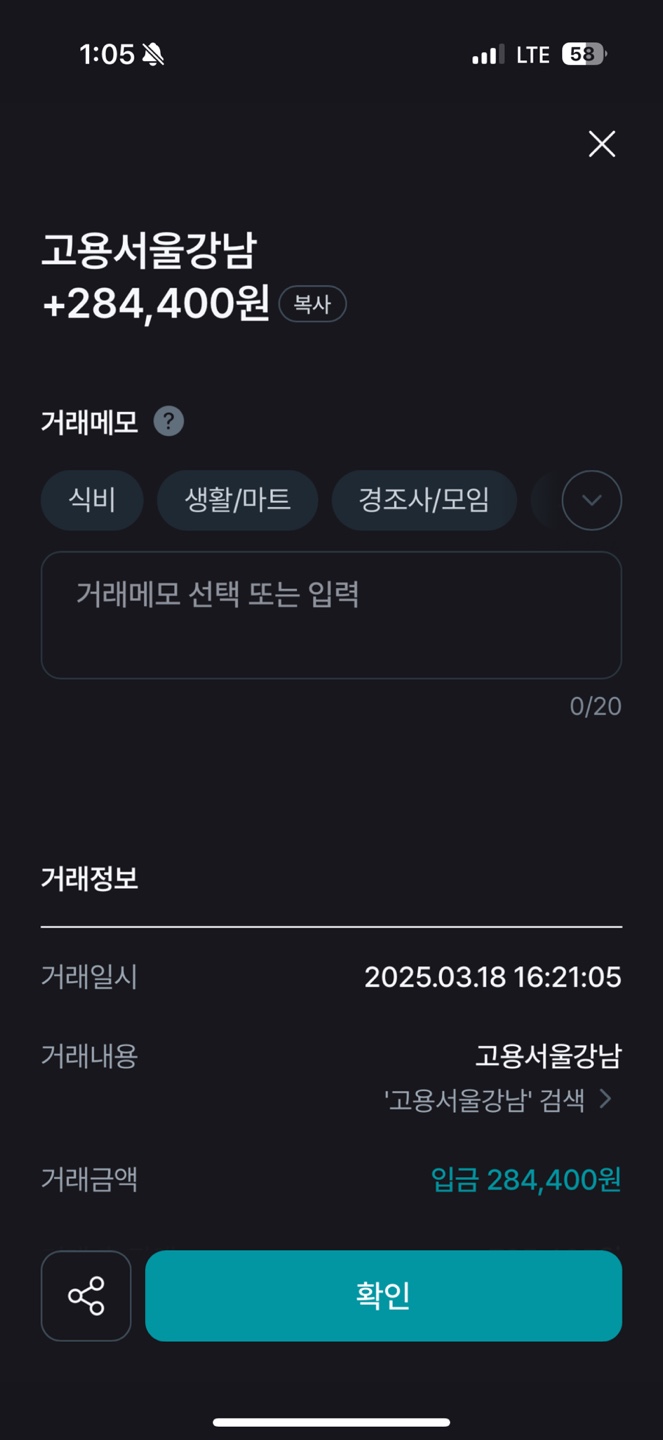 1:05
LTE 58
고용서울강남
+284,400원 복사
거래메모 ?
식비 생활/마트 경조사/모임
거래메모 선택 또는 입력
0/20
거래정보
거래일시 2025.03.18 16:21:05
거래내용 고용서울강남
'고용서울강남' 검색
거래금액 입금 284,400원
확인